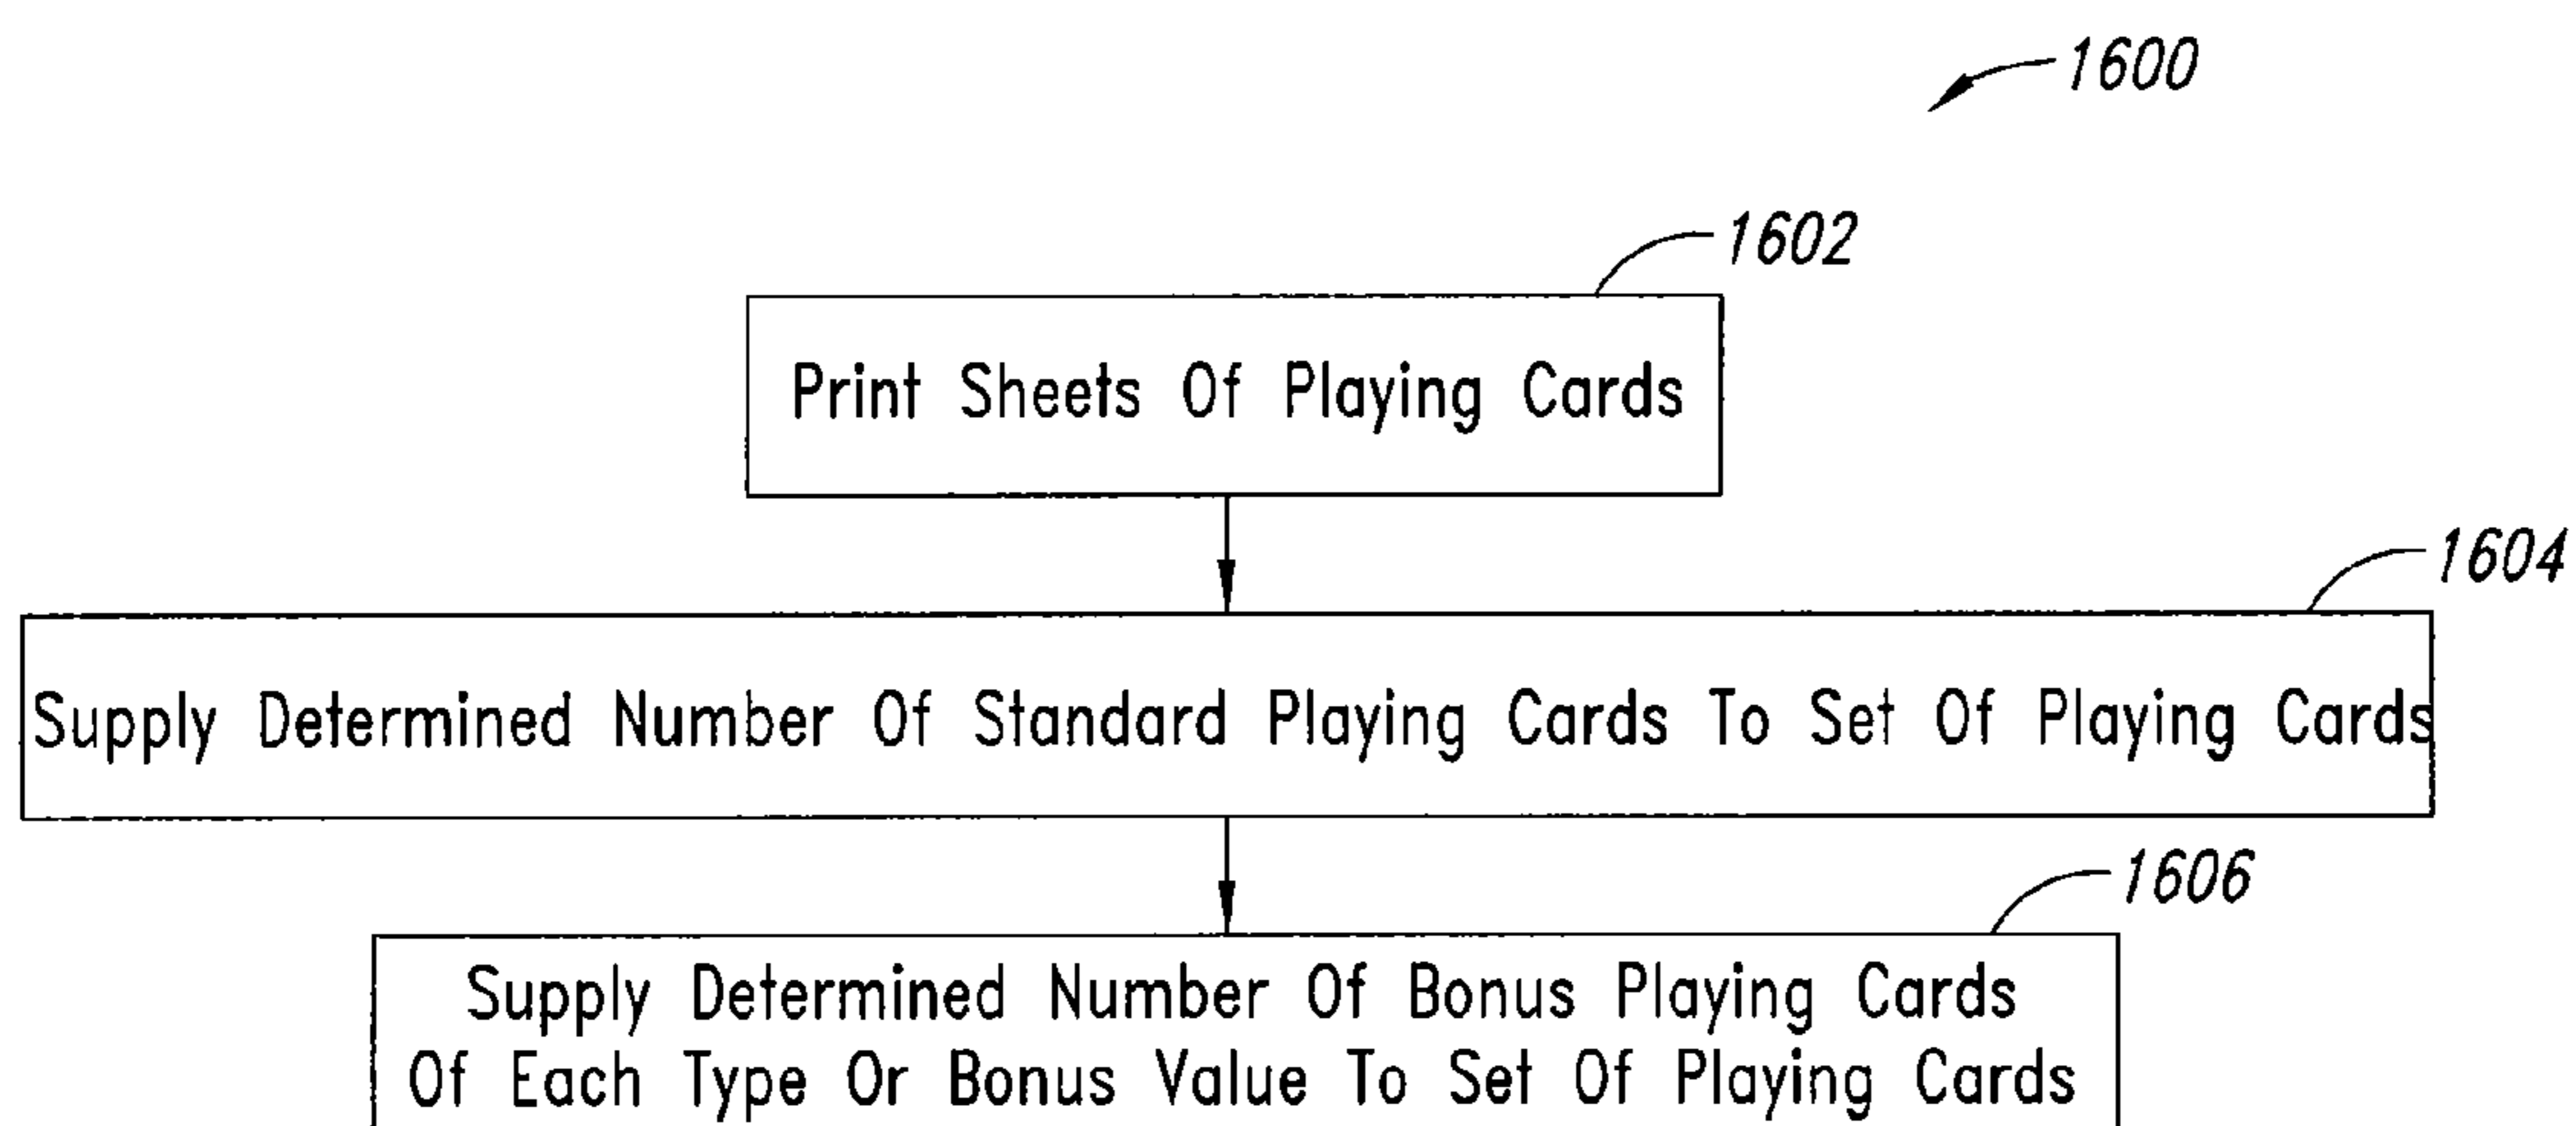 1600
1602
Print Sheets Of Playing Cards
1604
Supply Determined Number Of Standard Playing Cards To Set Of Playing Cards
1606
Supply Determined Number Of Bonus Playing Cards
Of Each Type Or Bonus Value To Set Of Playing Cards